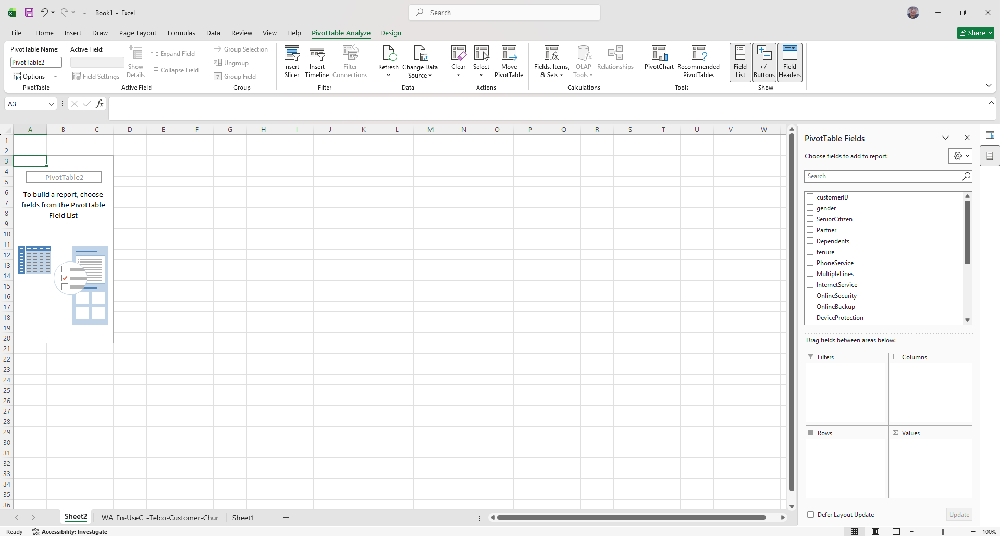 Book1 - Excel
Search
File Home Insert Draw Page Layout Formulas Data Review View Help PivotTable Analyze Design
Share
PivotTable Name:
PivotTable2
Options
PivotTable
Active Field:
Field Settings
Show Details
Expand Field
Collapse Field
Active Field
Group Selection
Ungroup
Group Field
Group
Insert Slicer
Insert Timeline
Filter Connections
Filter
Refresh
Change Data Source
Data
Clear
Select
Move PivotTable
Actions
Fields, Items, & Sets
OLAP Tools
Relationships
Calculations
PivotChart
Recommended PivotTables
Tools
Field List
+/- Buttons
Field Headers
Show
A3
fx
A B C D E F G H I J K L M N O P Q R S T U V W
1
2
3
4
5
6
7
8
9
10
11
12
13
14
15
16
17
18
19
20
21
22
23
24
25
26
27
28
29
30
31
32
33
34
35
36
PivotTable2
To build a report, choose
fields from the PivotTable
Field List
PivotTable Fields
Choose fields to add to report:
Search
customerID
gender
SeniorCitizen
Partner
Dependents
tenure
PhoneService
MultipleLines
InternetService
OnlineSecurity
OnlineBackup
DeviceProtection
Drag fields between areas below:
Filters
Columns
Rows
Σ Values
Defer Layout Update
Update
Sheet2 WA_Fn-UseC_-Telco-Customer-Chur Sheet1
Ready Accessibility: Investigate
100%